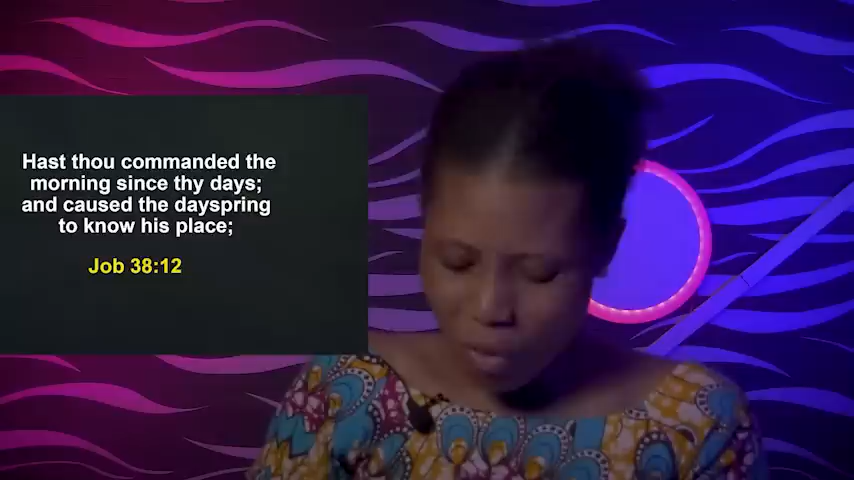 Hast thou commanded the
morning since thy days;
and caused the dayspring
to know his place;
Job 38:12